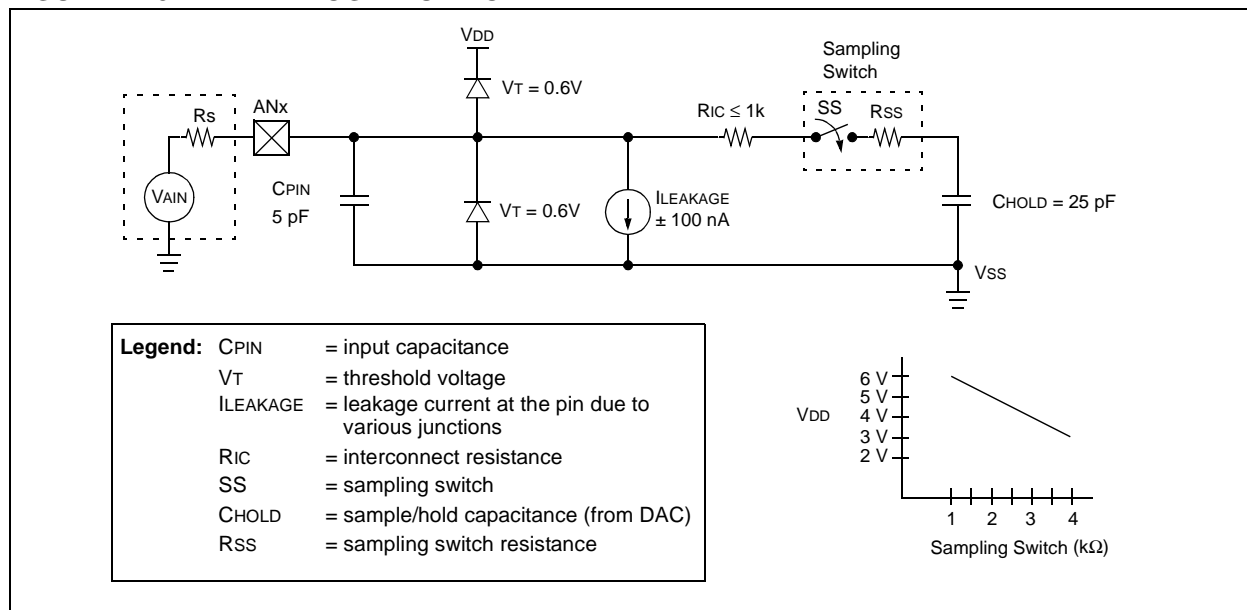 VDD
Sampling
Switch
VT = 0.6V
RIC ≤ 1k
SS
RSS
Rs
ANx
VAIN
CPIN
5 pF
VT = 0.6V
ILEAKAGE
± 100 nA
CHOLD = 25 pF
VSS
Legend: CPIN = input capacitance
VT = threshold voltage
ILEAKAGE = leakage current at the pin due to
various junctions
RIC = interconnect resistance
SS = sampling switch
CHOLD = sample/hold capacitance (from DAC)
RSS = sampling switch resistance
VDD
6 V
5 V
4 V
3 V
2 V
1 2 3 4
Sampling Switch (kΩ)